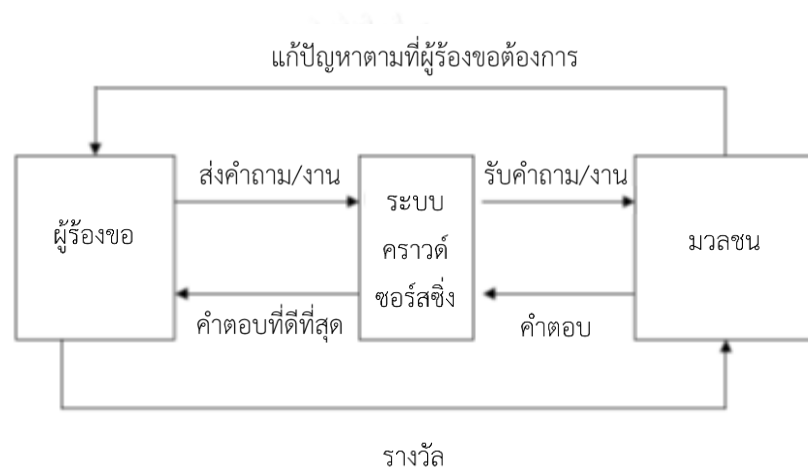 แก้ปัญหาตามที่ผู้ร้องขอต้องการ
ส่งคำถาม/งาน
รับคำถาม/งาน
ผู้ร้องขอ
ระบบ
คราวด์
ซอร์สซิ่ง
มวลชน
คำตอบที่ดีที่สุด
คำตอบ
รางวัล